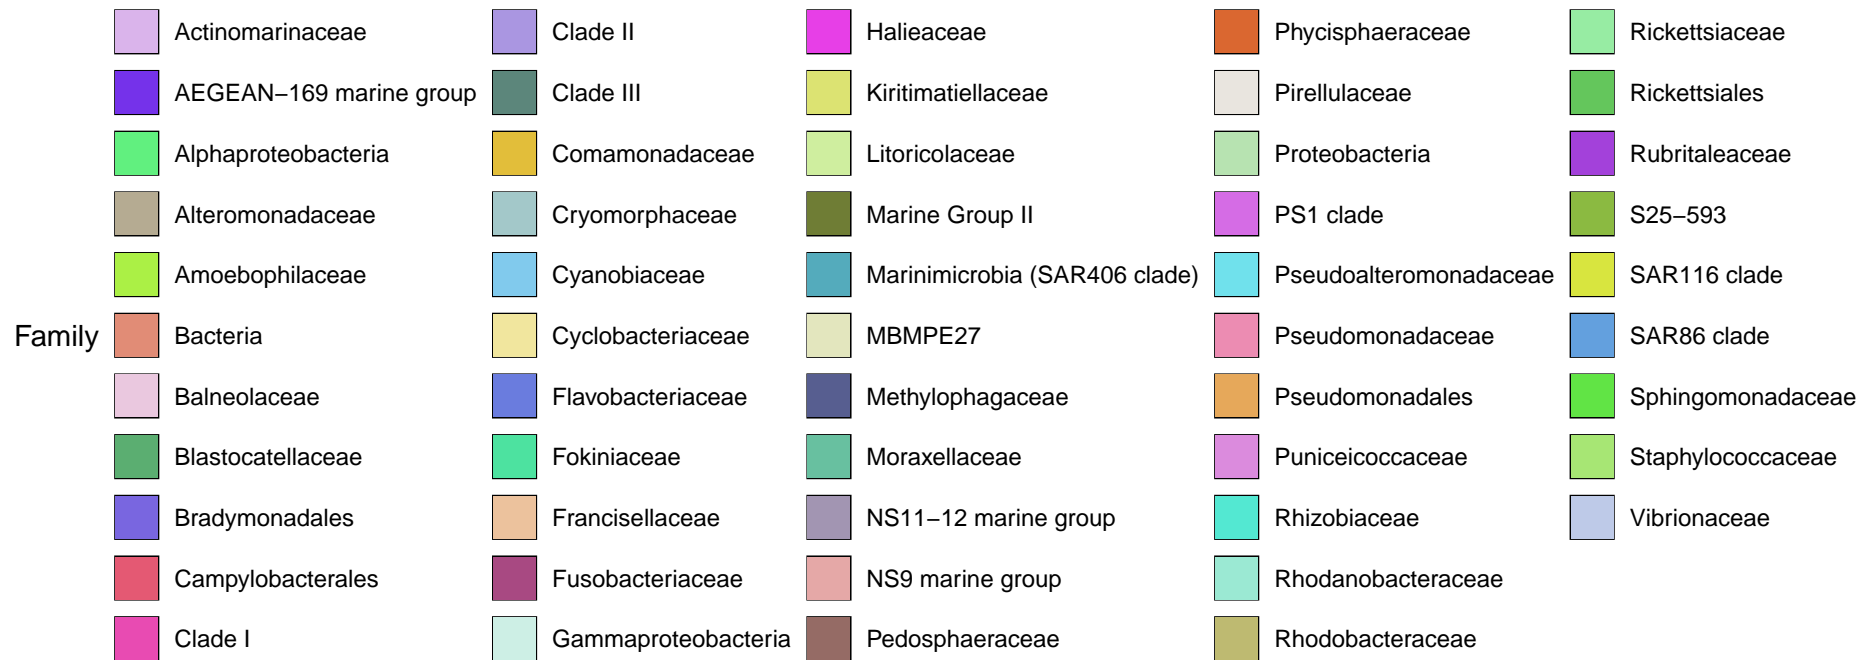 Family
Actinomarinaceae
AEGEAN−169 marine group
Alphaproteobacteria
Alteromonadaceae
Amoebophilaceae
Bacteria
Balneolaceae
Blastocatellaceae
Bradymonadales
Campylobacterales
Clade I
Clade II
Clade III
Comamonadaceae
Cryomorphaceae
Cyanobiaceae
Cyclobacteriaceae
Flavobacteriaceae
Fokiniaceae
Francisellaceae
Fusobacteriaceae
Gammaproteobacteria
Halieaceae
Kiritimatiellaceae
Litoricolaceae
Marine Group II
Marinimicrobia (SAR406 clade)
MBMPE27
Methylophagaceae
Moraxellaceae
NS11−12 marine group
NS9 marine group
Pedosphaeraceae
Phycisphaeraceae
Pirellulaceae
Proteobacteria
PS1 clade
Pseudoalteromonadaceae
Pseudomonadaceae
Pseudomonadales
Puniceicoccaceae
Rhizobiaceae
Rhodanobacteraceae
Rhodobacteraceae
Rickettsiaceae
Rickettsiales
Rubritaleaceae
S25−593
SAR116 clade
SAR86 clade
Sphingomonadaceae
Staphylococcaceae
Vibrionaceae